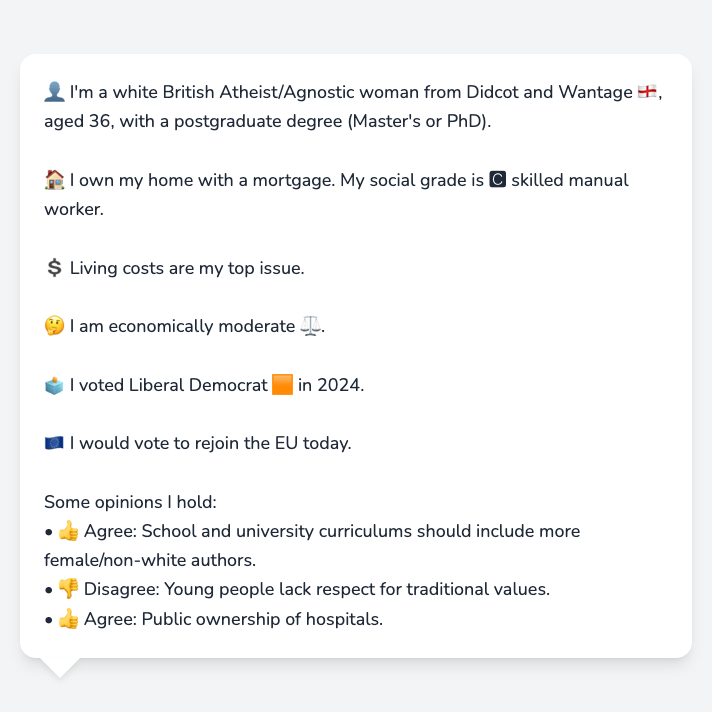 👤 I'm a white British Atheist/Agnostic woman from Didcot and Wantage 🏴󠁧󠁢󠁥󠁮󠁧󠁿,
aged 36, with a postgraduate degree (Master's or PhD).
🏠 I own my home with a mortgage. My social grade is 🅲 skilled manual
worker.
💲 Living costs are my top issue.
🤔 I am economically moderate ⚖️.
🗳️ I voted Liberal Democrat 🟧 in 2024.
🇪🇺 I would vote to rejoin the EU today.
Some opinions I hold:
• 👍 Agree: School and university curriculums should include more
female/non-white authors.
• 👎 Disagree: Young people lack respect for traditional values.
• 👍 Agree: Public ownership of hospitals.